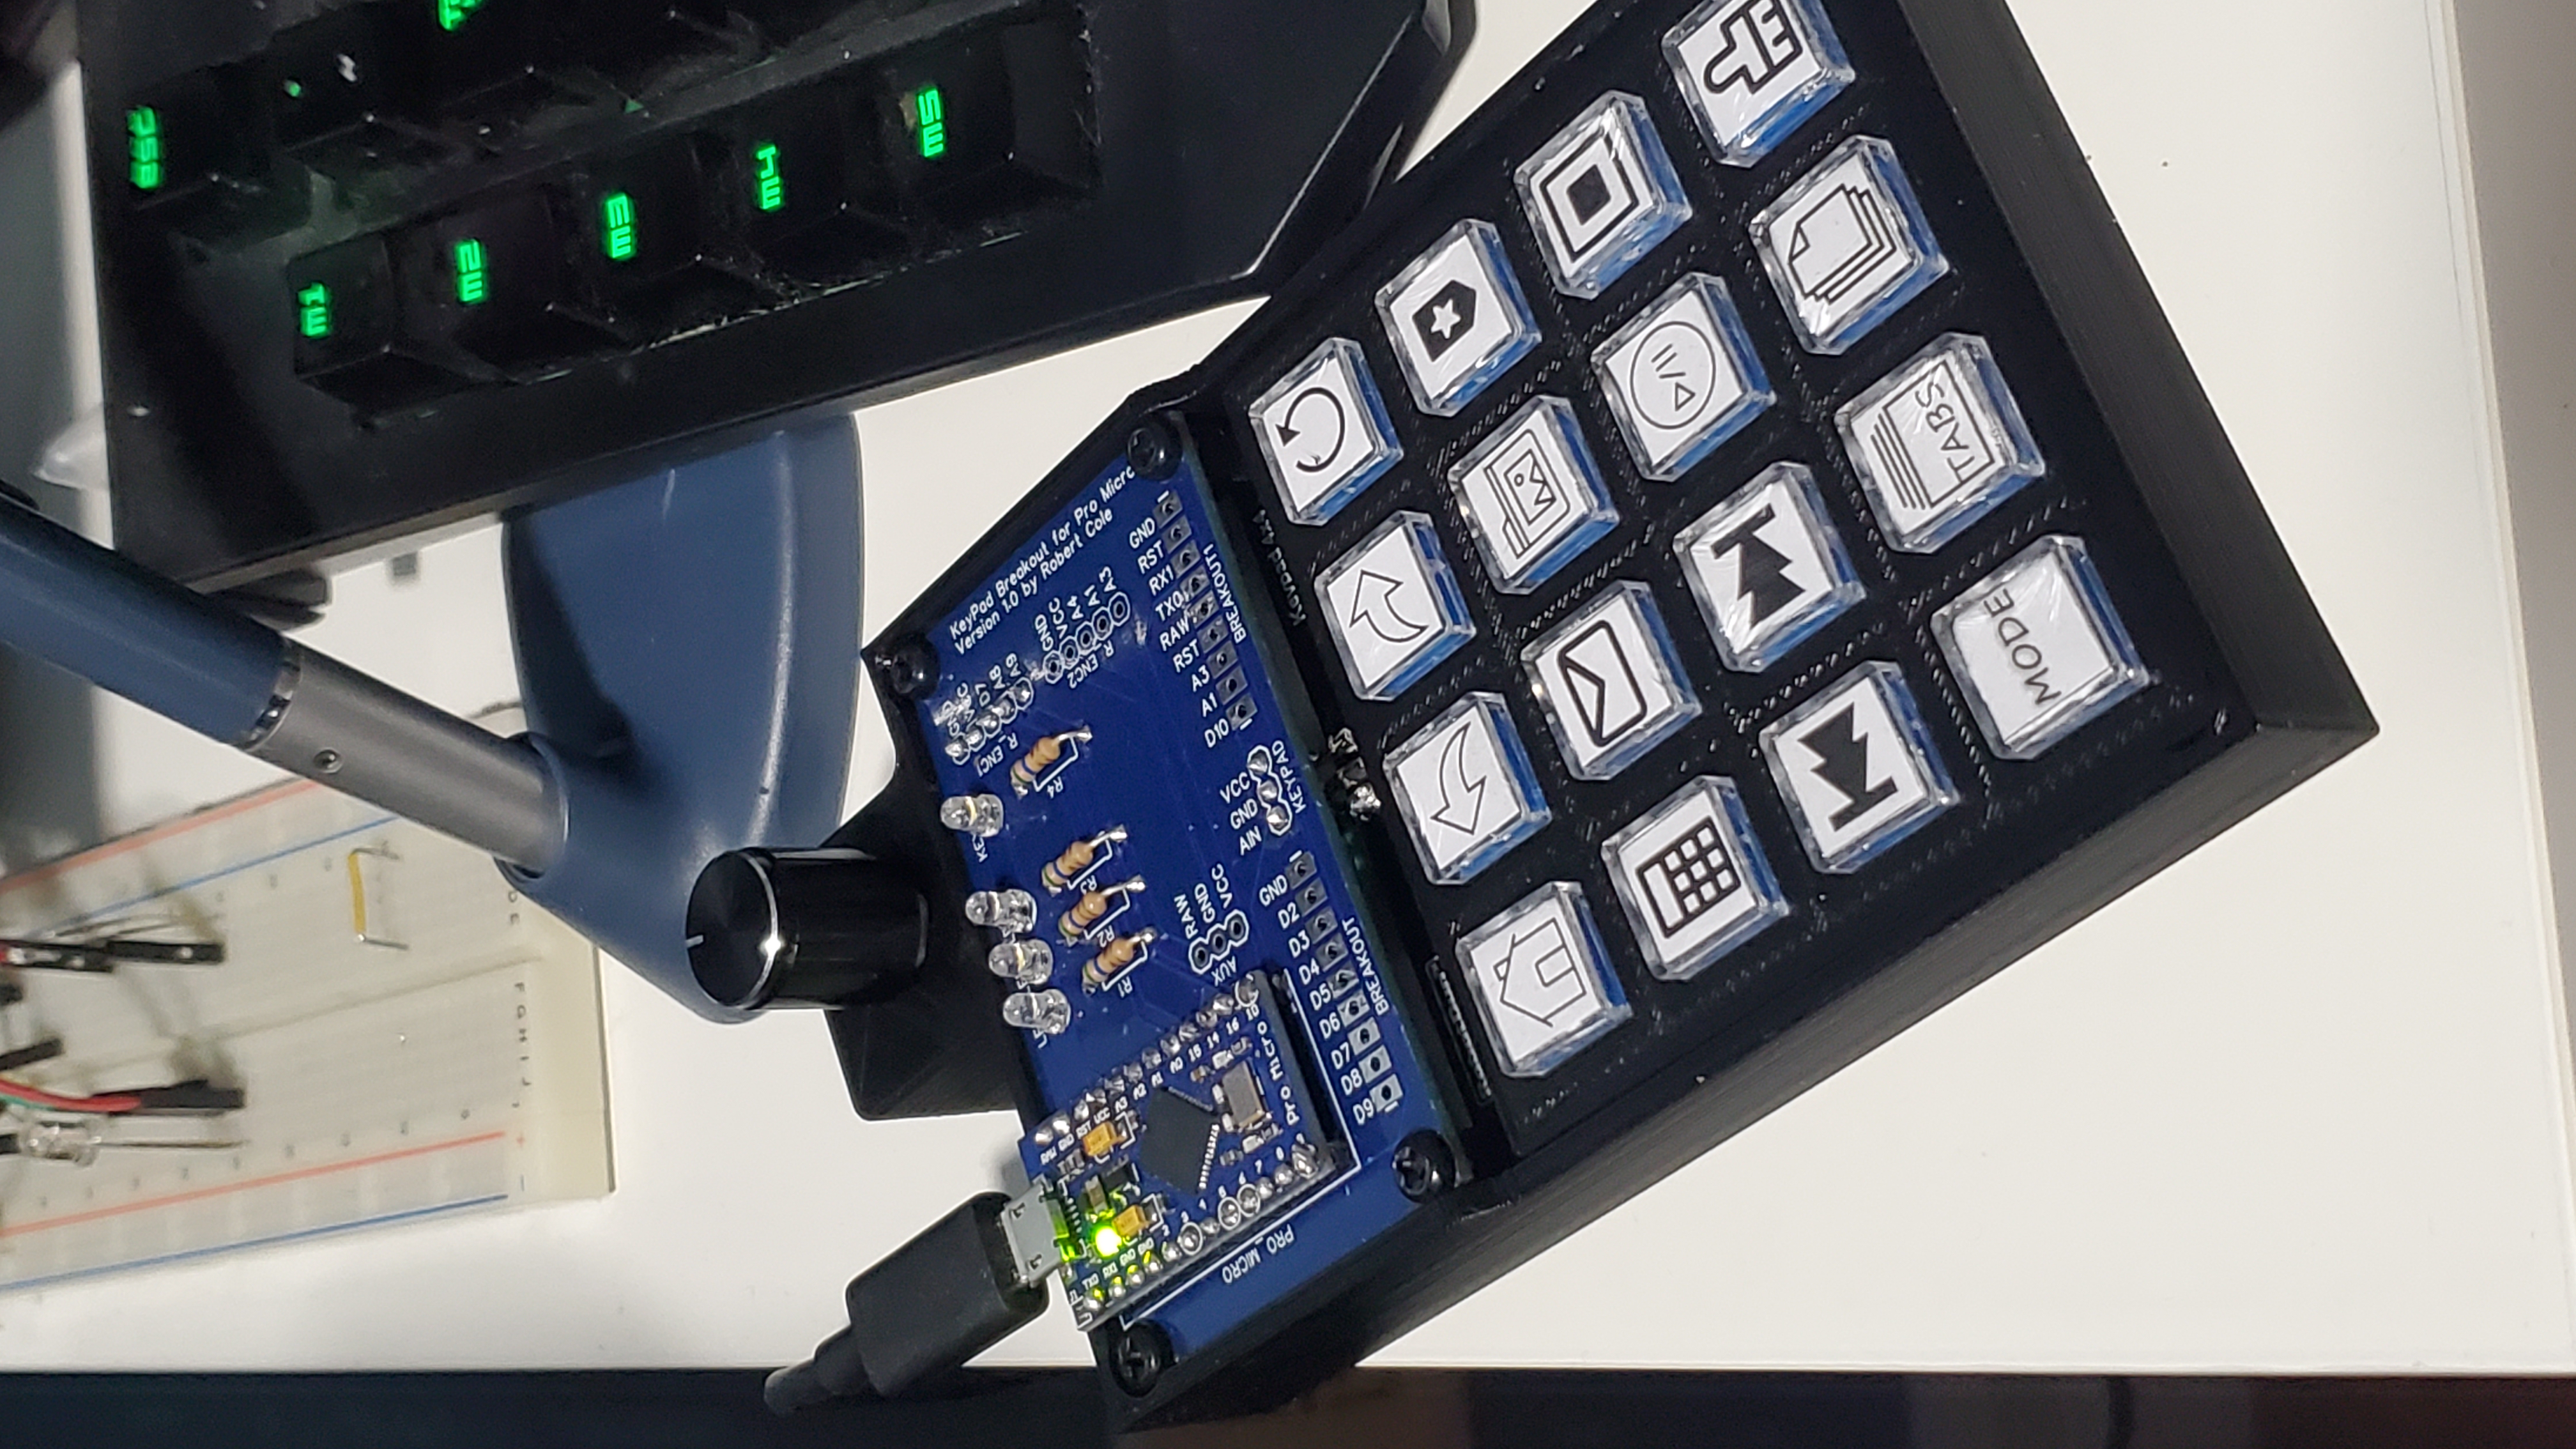 esc
m1
m2
m3
m4
m5
KeyPad Breakout for Pro Micro
Version 1.0 by Robert Cole
GND
VCC
D7
A8
A9
R_ENC1
GND
VCC
A4
A1
A3
R_ENC2
R1
R2
R3
R4
PRO MICRO
Pro Micro
RAW
GND
VCC
AUX
AIN
GND
VCC
KEYPAD
D10
A1
A3
RST
RAW
TX0
RX1
RST
GND
BREAKOUT1
D9
D8
D7
D6
D5
D4
D3
D2
GND
BREAKOUT
Keypad 4x4
TABS
MODE